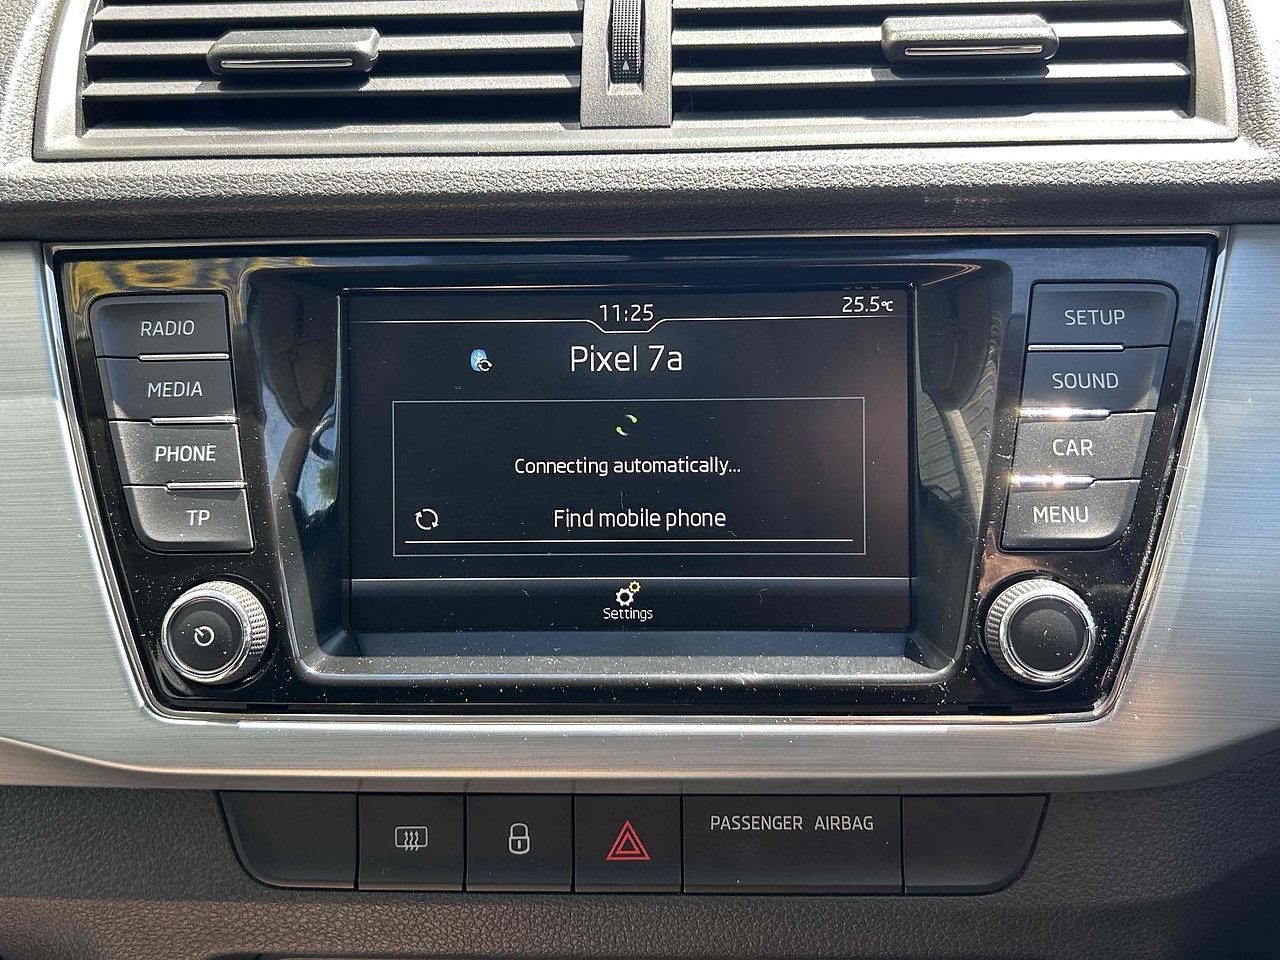 11:25
25.5°C
Pixel 7a
Connecting automatically...
Find mobile phone
Settings
RADIO
MEDIA
PHONE
TP
SETUP
SOUND
CAR
MENU
PASSENGER AIRBAG